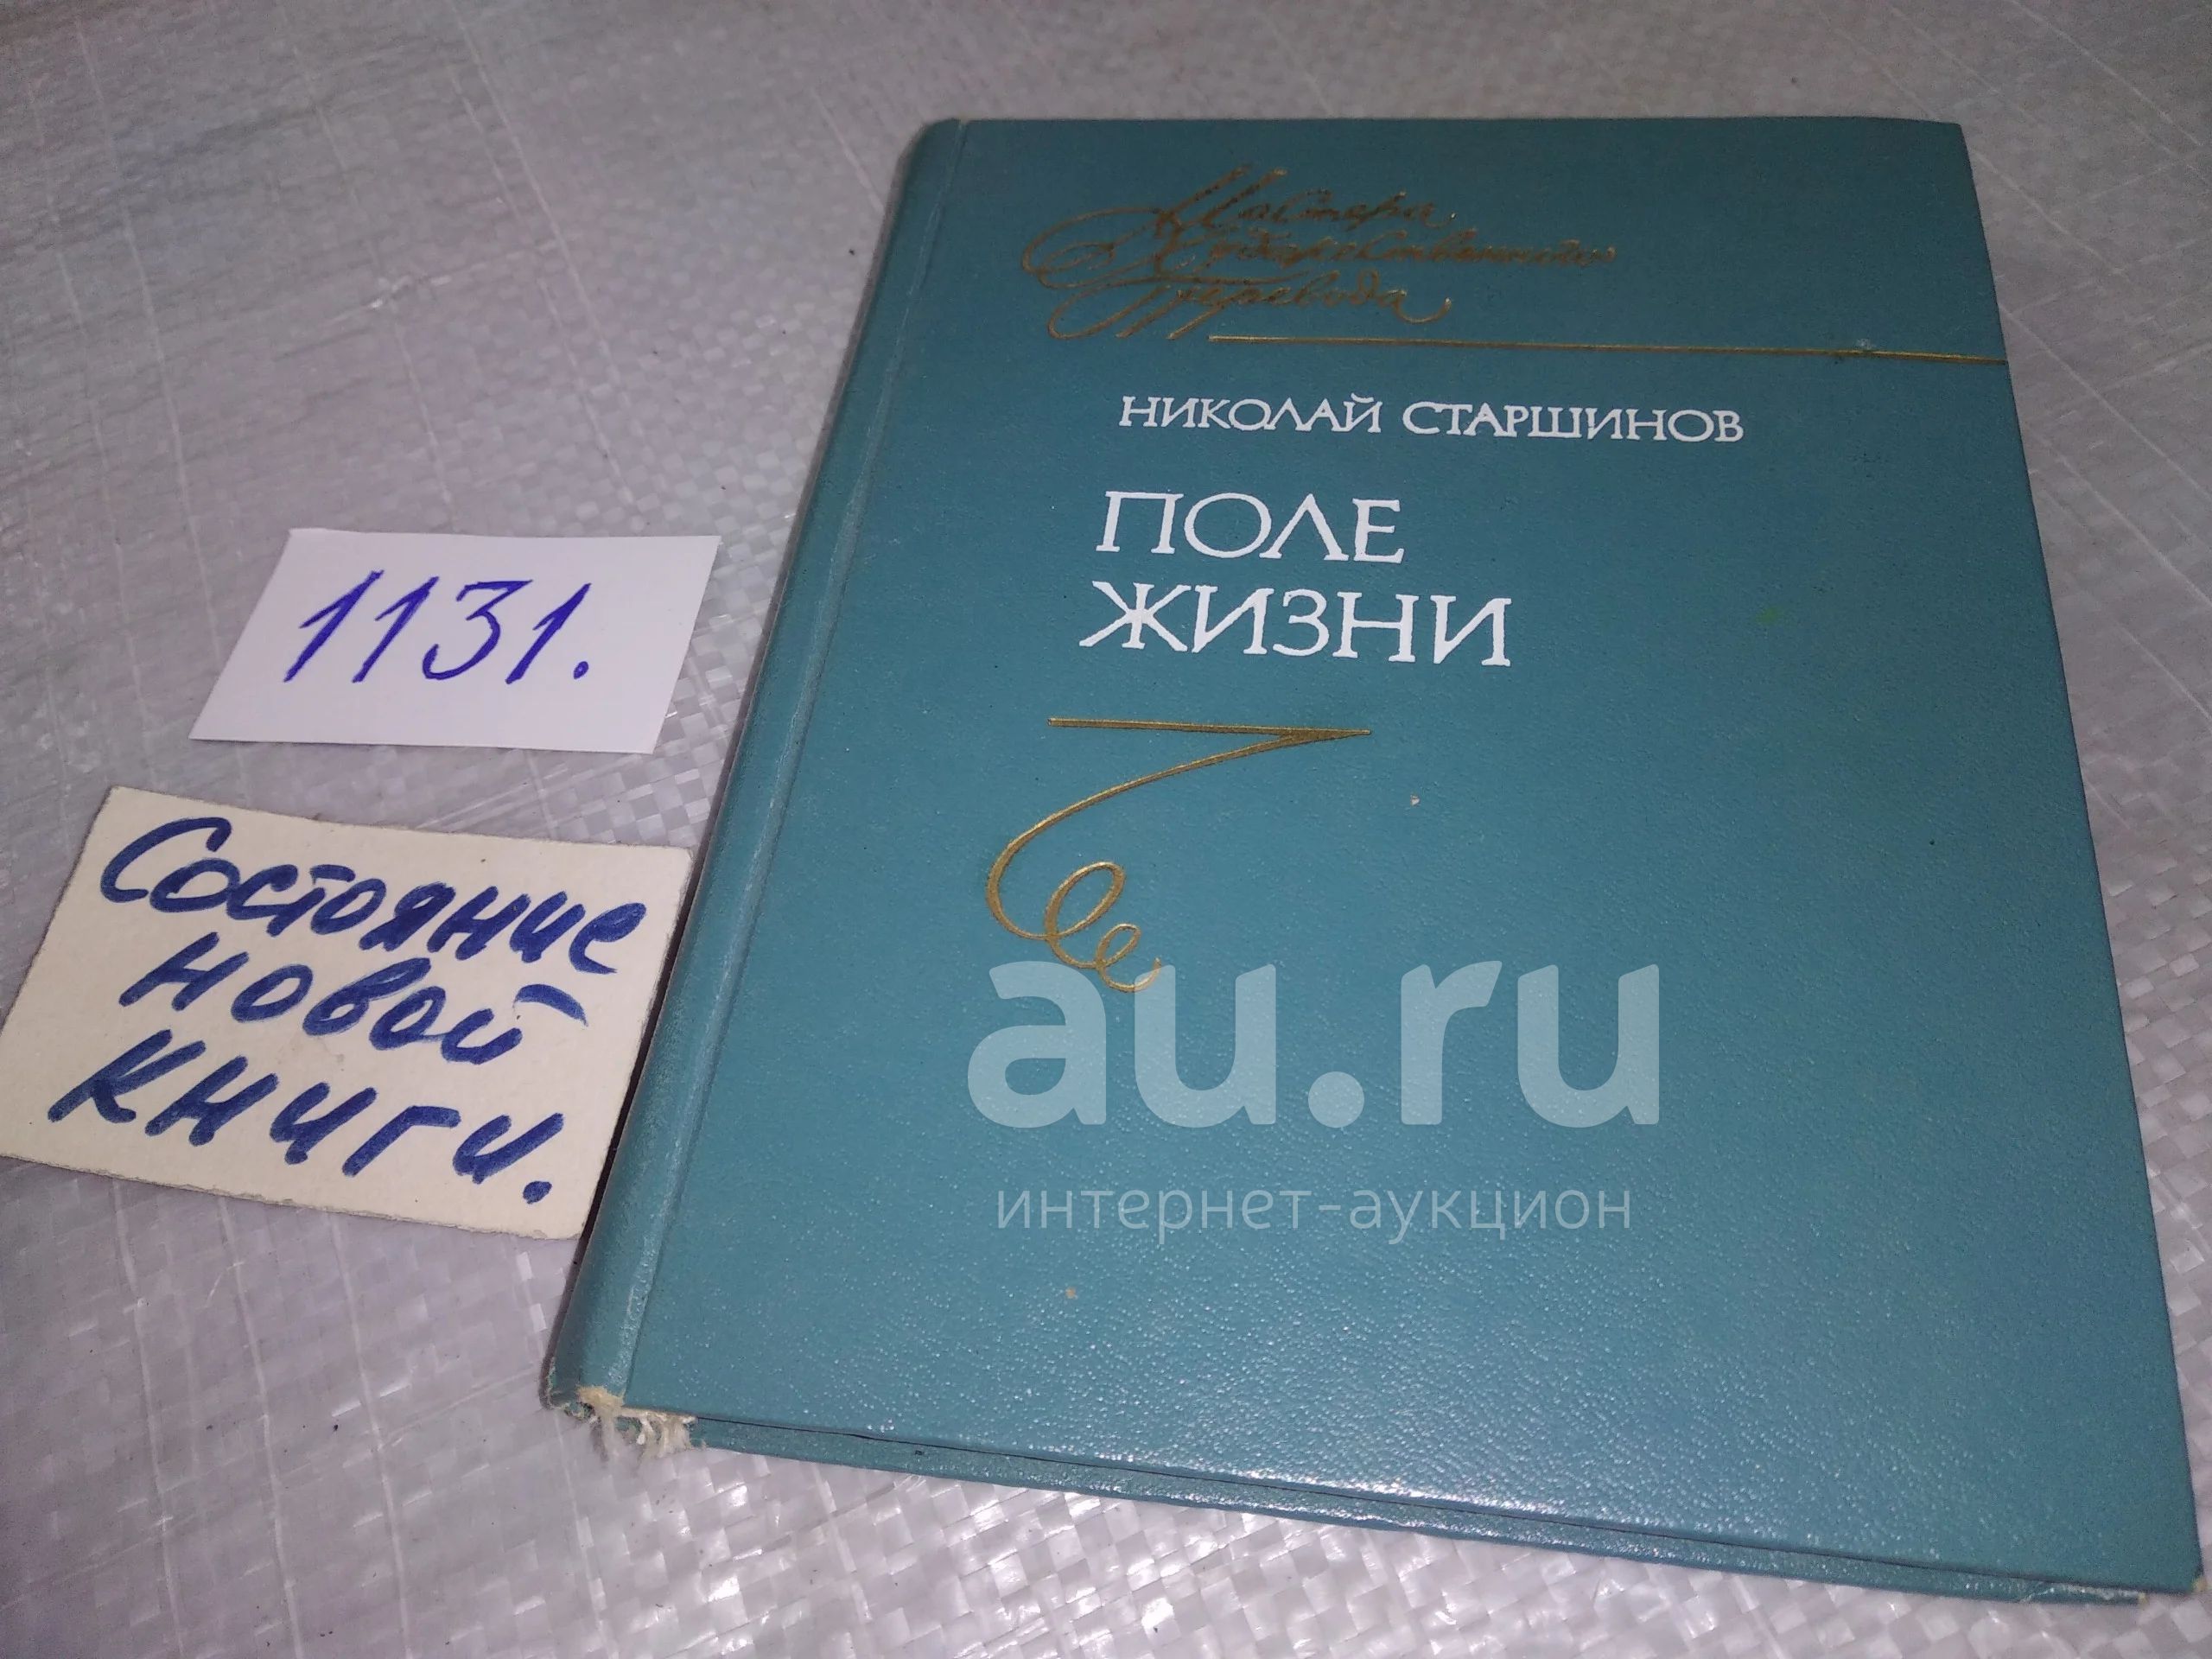 Мастера
Художественного
Перевода
НИКОЛАЙ СТАРШИНОВ
ПОЛЕ
ЖИЗНИ
1131.
Состояние
новой
книги.
au.ru
интернет-аукцион